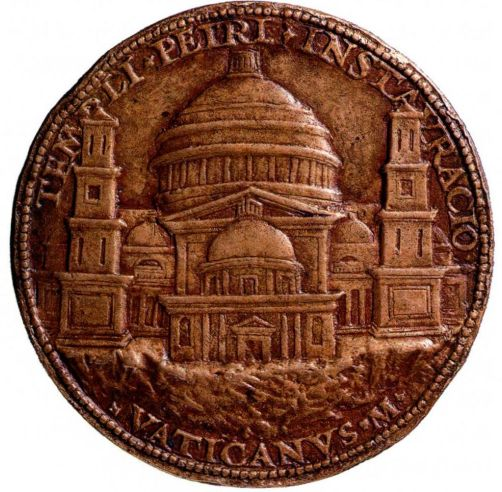 TEMPLI · PETRI · INSTAVRACIO
· VATICANVS · M ·